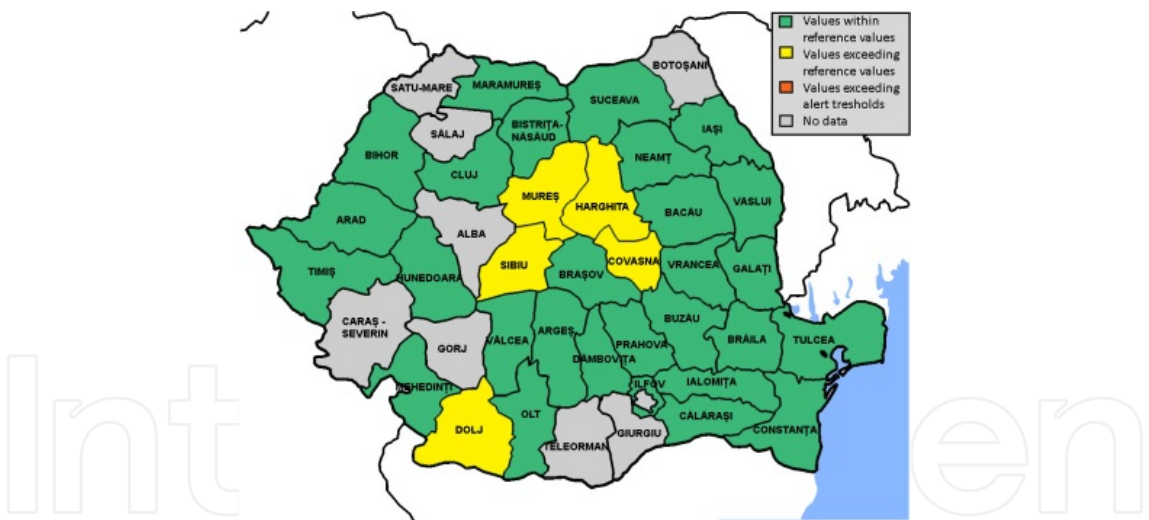 Values within
reference values
Values exceeding
reference values
Values exceeding
alert tresholds
No data
BOTOȘANI
SATU-MARE
MARAMUREȘ
SUCEAVA
SĂLAJ
BISTRIȚA-
NĂSĂUD
IAȘI
BIHOR
NEAMȚ
CLUJ
MUREȘ
HARGHITA
VASLUI
BACĂU
ARAD
ALBA
TIMIȘ
HUNEDOARA
SIBIU
BRAȘOV
COVASNA
VRANCEA
GALAȚI
CARAȘ -
SEVERIN
GORJ
VÂLCEA
ARGEȘ
BUZĂU
PRAHOVA
DÂMBOVIȚA
BRĂILA
TULCEA
MEHEDINȚI
ILFOV
IALOMIȚA
DOLJ
OLT
CĂLĂRAȘI
TELEORMAN
GIURGIU
CONSTANȚA
Int
en